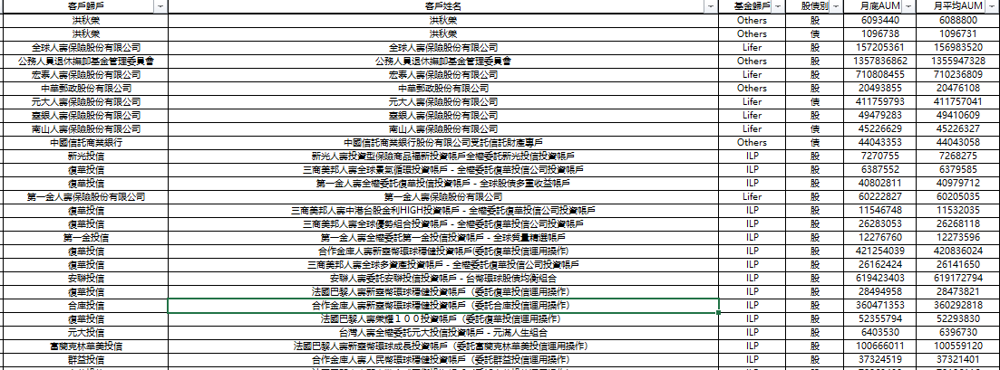 客戶歸戶 客戶姓名 基金歸戶 股債別 月底AUM 月平均AUM
洪秋榮 洪秋榮 Others 股 6093440 6088800
洪秋榮 洪秋榮 Others 債 1096738 1096731
全球人壽保險股份有限公司 全球人壽保險股份有限公司 Lifer 股 157205361 156983520
公務人員退休撫卹基金管理委員會 公務人員退休撫卹基金管理委員會 Others 股 1357836862 1355947328
宏泰人壽保險股份有限公司 宏泰人壽保險股份有限公司 Lifer 股 710808455 710236809
中華郵政股份有限公司 中華郵政股份有限公司 Others 股 20493855 20476108
元大人壽保險股份有限公司 元大人壽保險股份有限公司 Lifer 債 411759793 411757041
臺銀人壽保險股份有限公司 臺銀人壽保險股份有限公司 Lifer 股 49479283 49410609
南山人壽保險股份有限公司 南山人壽保險股份有限公司 Lifer 債 45226629 45226327
中國信託商業銀行 中國信託商業銀行股份有限公司受託信託財產專戶 Others 債 44043353 44043058
新光投信 新光人壽投資型保險商品福新投資帳戶全權委託新光投信投資帳戶 ILP 股 7270755 7268275
復華投信 三商美邦人壽全球景氣循環投資帳戶 - 全權委託復華投信公司投資帳戶 ILP 股 6387552 6379585
復華投信 第一金人壽全權委託復華投信投資帳戶 - 全球股債多重收益帳戶 ILP 股 40802811 40979712
第一金人壽保險股份有限公司 第一金人壽保險股份有限公司 Lifer 股 60222827 60205035
復華投信 三商美邦人壽中港台股金利HIGH投資帳戶 - 全權委託復華投信公司投資帳戶 ILP 股 11546748 11532035
復華投信 三商美邦人壽全球優勢組合投資帳戶 - 全權委託復華投信公司投資帳戶 ILP 股 26283053 26268118
第一金投信 第一金人壽全權委託第一金投信投資帳戶 - 全球質量精選帳戶 ILP 股 12276760 12273596
復華投信 合作金庫人壽新臺幣環球穩健投資帳戶(委託復華投信運用操作) ILP 股 421254039 420836024
復華投信 三商美邦人壽全球多資產投資帳戶 - 全權委託復華投信公司投資帳戶 ILP 股 26162424 26141650
安聯投信 安聯人壽委託安聯投信投資帳戶 - 台幣環球股債均衡組合 ILP 股 619423403 619172794
復華投信 法國巴黎人壽新臺幣環球穩健投資帳戶（委託復華投信運用操作） ILP 股 28494958 28473821
合庫投信 合作金庫人壽新臺幣環球穩健投資帳戶（委託合庫投信運用操作） ILP 股 360471353 360292818
復華投信 法國巴黎人壽榮耀１００投資帳戶（委託復華投信運用操作） ILP 股 52355794 52293830
元大投信 台灣人壽全權委託元大投信投資帳戶 - 元滿人生組合 ILP 股 6403530 6396730
富蘭克林華美投信 法國巴黎人壽新臺幣環球成長投資帳戶（委託富蘭克林華美投信運用操作） ILP 股 100666011 100559120
群益投信 合作金庫人壽人民幣環球穩健投資帳戶（委託群益投信運用操作） ILP 股 37324519 37321401